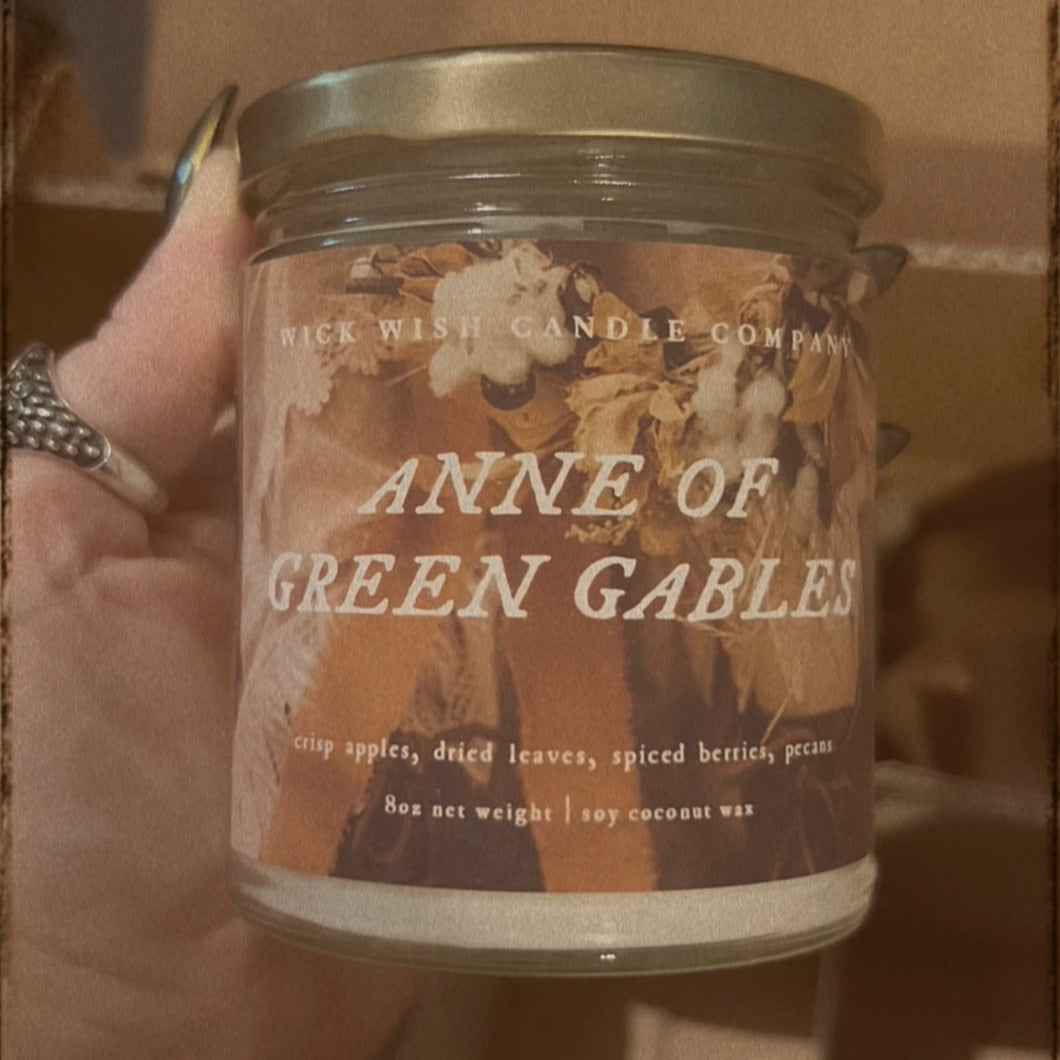 WICK WISH CANDLE COMPANY
ANNE OF
GREEN GABLES
crisp apples, dried leaves, spiced berries, pecans
8oz net weight | soy coconut wax